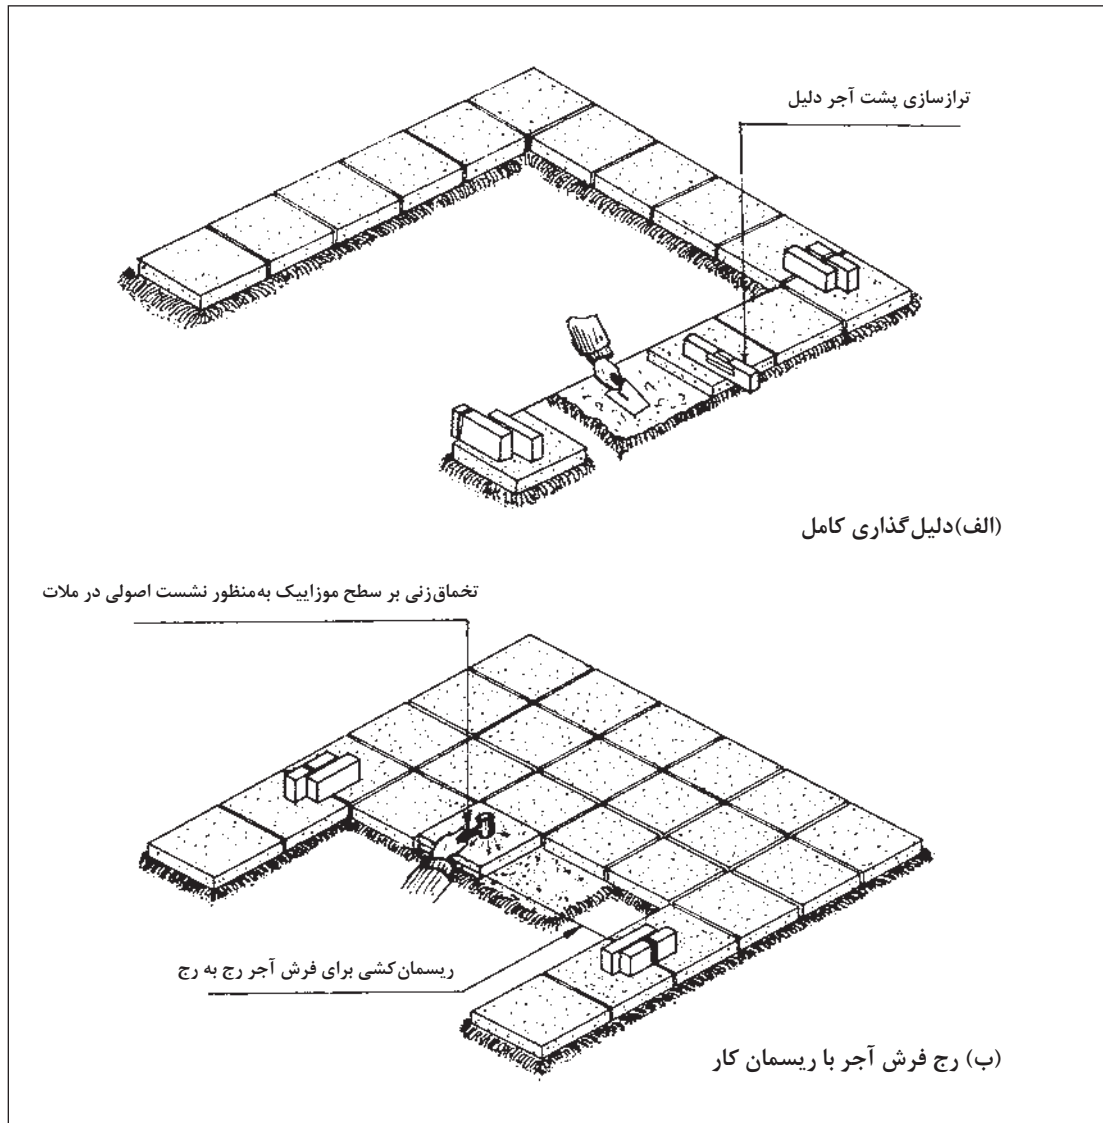 ترازسازی پشت آجر دلیل
(الف)دلیل‌گذاری کامل
تخماق‌زنی بر سطح موزاییک به‌منظور نشست اصولی در ملات
ریسمان‌کشی برای فرش آجر رج به رج
(ب) رج فرش آجر با ریسمان کار